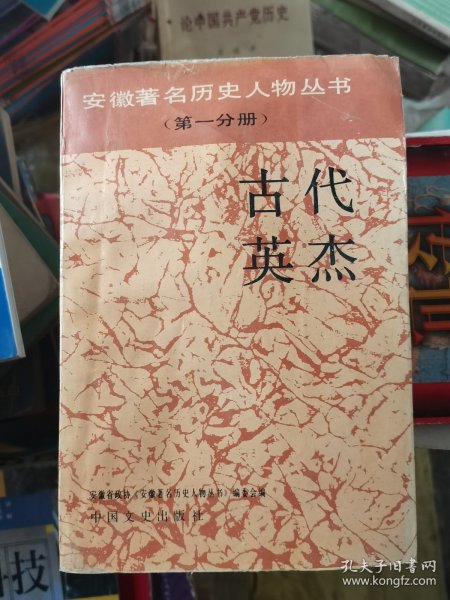 论中国共产党历史
安徽著名历史人物丛书
（第一分册）
古代
英杰
安徽省政协《安徽著名历史人物丛书》编委会编
中国文史出版社
技
孔夫子旧书网
www.kongfz.com